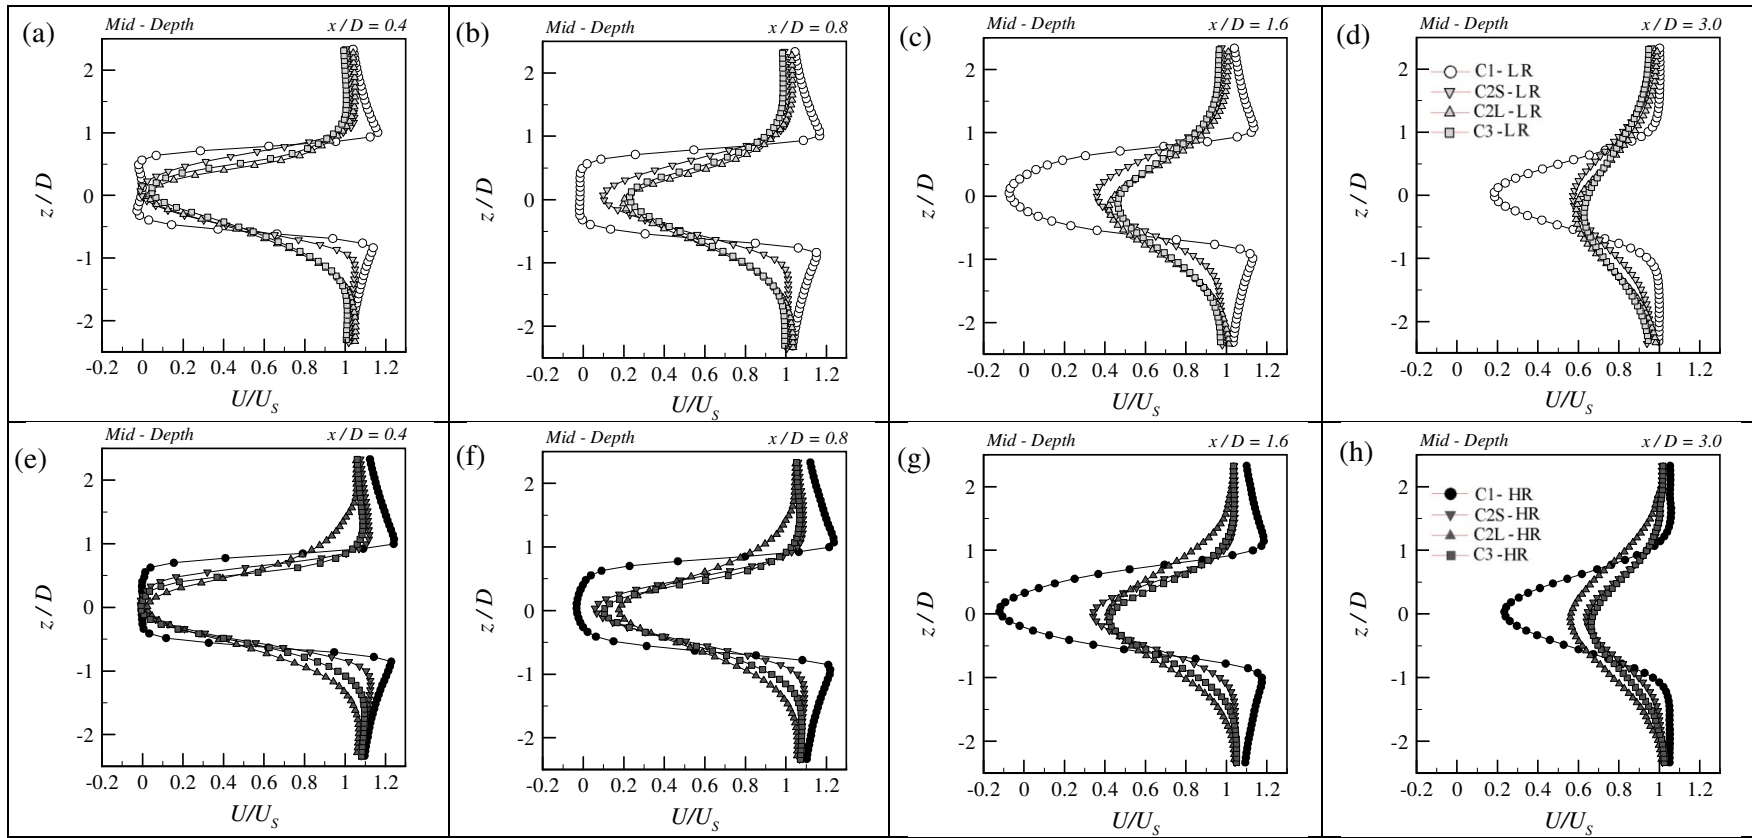 (a) Mid - Depth x / D = 0.4
2
1
0
-1
-2
z / D
-0.2 0 0.2 0.4 0.6 0.8 1 1.2
U/US
(b) Mid - Depth x / D = 0.8
2
1
0
-1
-2
z / D
-0.2 0 0.2 0.4 0.6 0.8 1 1.2
U/US
(c) Mid - Depth x / D = 1.6
2
1
0
-1
-2
z / D
-0.2 0 0.2 0.4 0.6 0.8 1 1.2
U/US
(d) Mid - Depth x / D = 3.0
C1- LR
C2S-LR
C2L-LR
C3-LR
2
1
0
-1
-2
z / D
-0.2 0 0.2 0.4 0.6 0.8 1 1.2
U/US
(e) Mid - Depth x / D = 0.4
2
1
0
-1
-2
z / D
-0.2 0 0.2 0.4 0.6 0.8 1 1.2
U/US
(f) Mid - Depth x / D = 0.8
2
1
0
-1
-2
z / D
-0.2 0 0.2 0.4 0.6 0.8 1 1.2
U/US
(g) Mid - Depth x / D = 1.6
2
1
0
-1
-2
z / D
-0.2 0 0.2 0.4 0.6 0.8 1 1.2
U/US
(h) Mid - Depth x / D = 3.0
C1- HR
C2S-HR
C2L-HR
C3-HR
2
1
0
-1
-2
z / D
-0.2 0 0.2 0.4 0.6 0.8 1 1.2
U/US